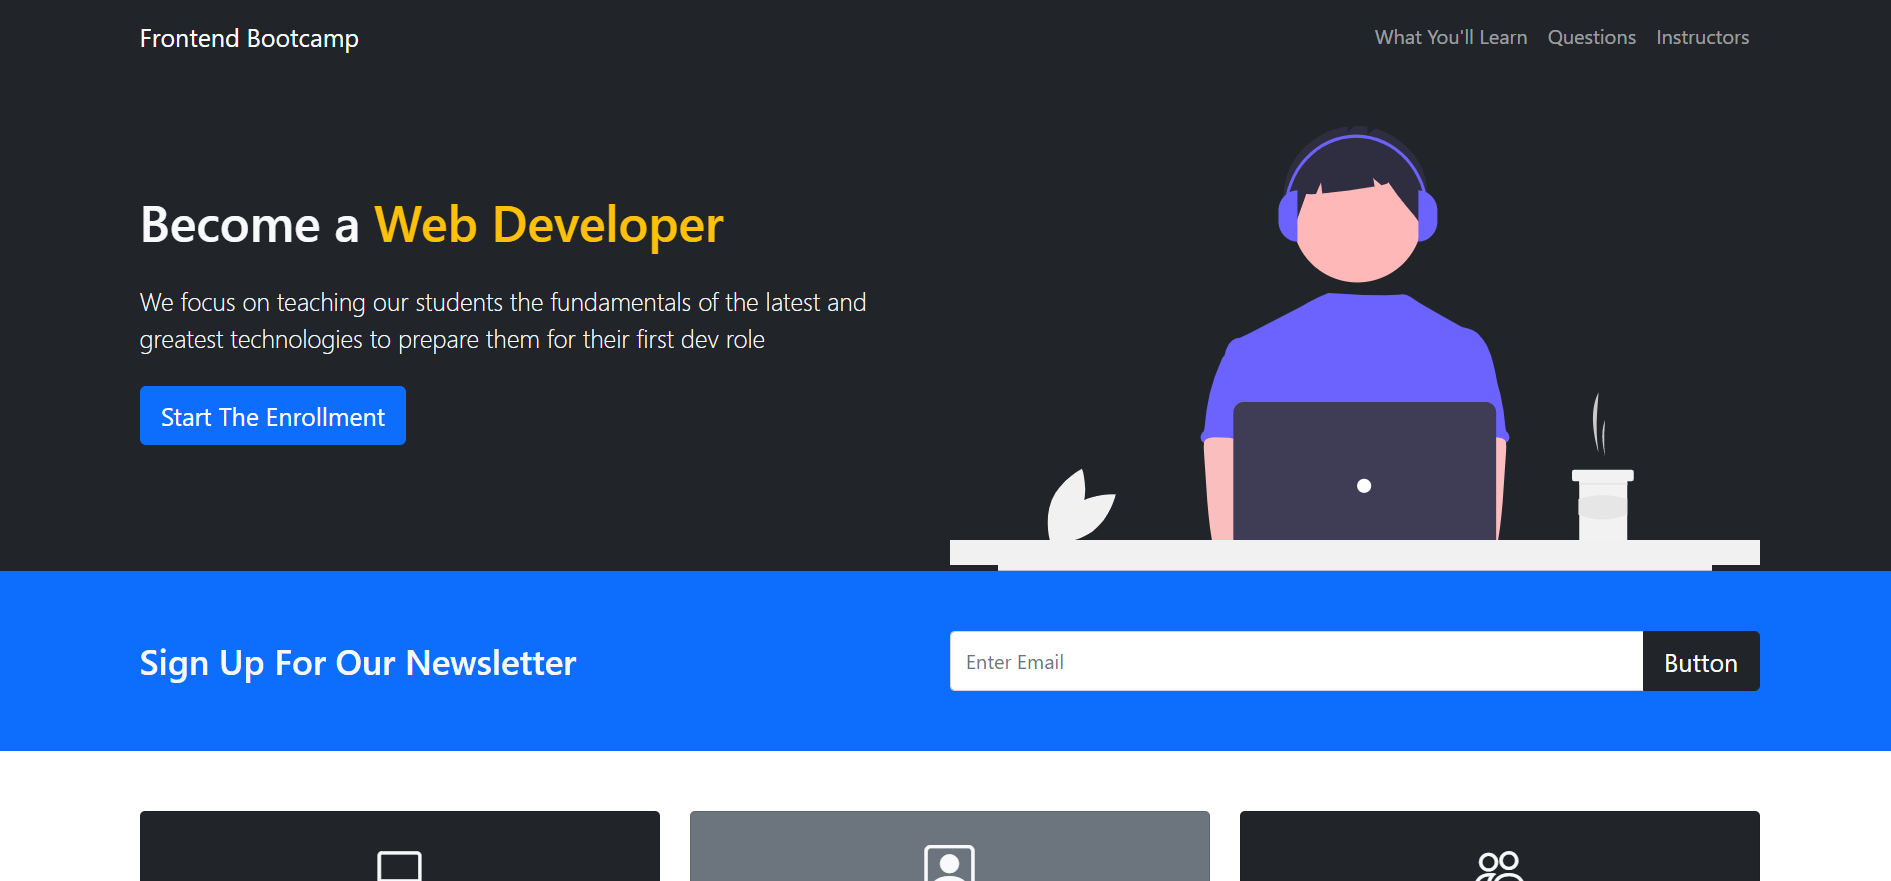 Frontend Bootcamp
What You'll Learn Questions Instructors
Become a Web Developer
We focus on teaching our students the fundamentals of the latest and
greatest technologies to prepare them for their first dev role
Start The Enrollment
Sign Up For Our Newsletter
Enter Email
Button